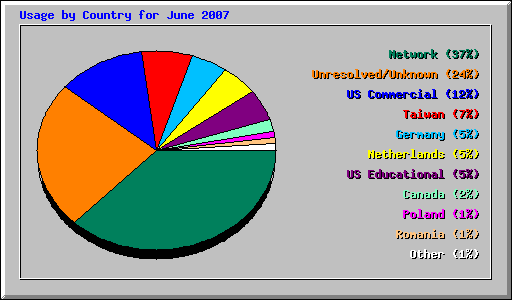 Usage by Country for June 2007
Network (37%)
Unresolved/Unknown (24%)
US Commercial (12%)
Taiwan (7%)
Germany (5%)
Netherlands (5%)
US Educational (5%)
Canada (2%)
Poland (1%)
Romania (1%)
Other (1%)